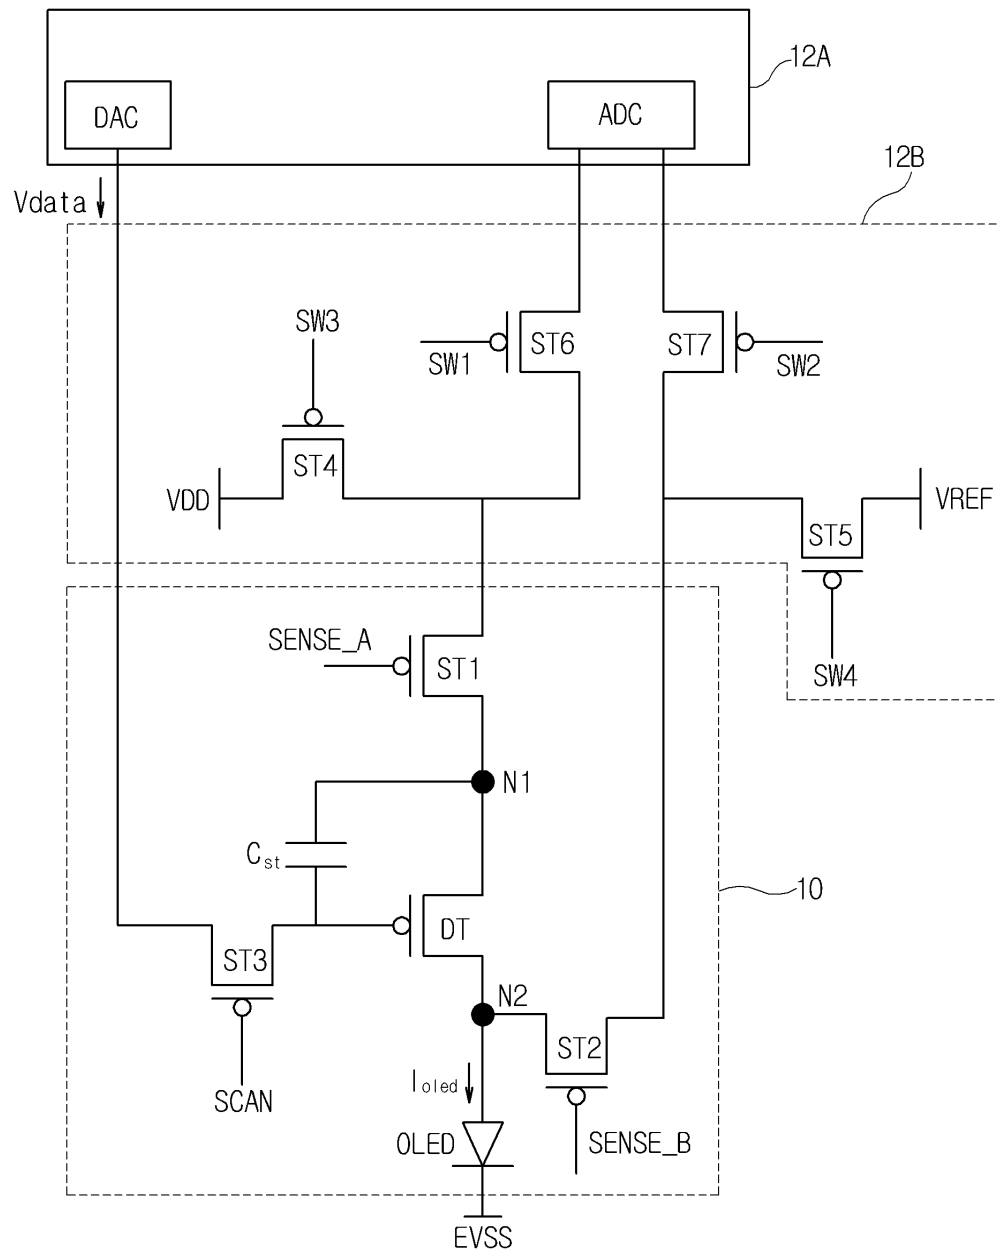 12A
DAC
ADC
12B
Vdata
SW3
SW1
ST6
ST7
SW2
ST4
VDD
VREF
ST5
SENSE_A
ST1
SW4
N1
Cst
10
DT
ST3
N2
ST2
Ioled
SCAN
OLED
SENSE_B
EVSS